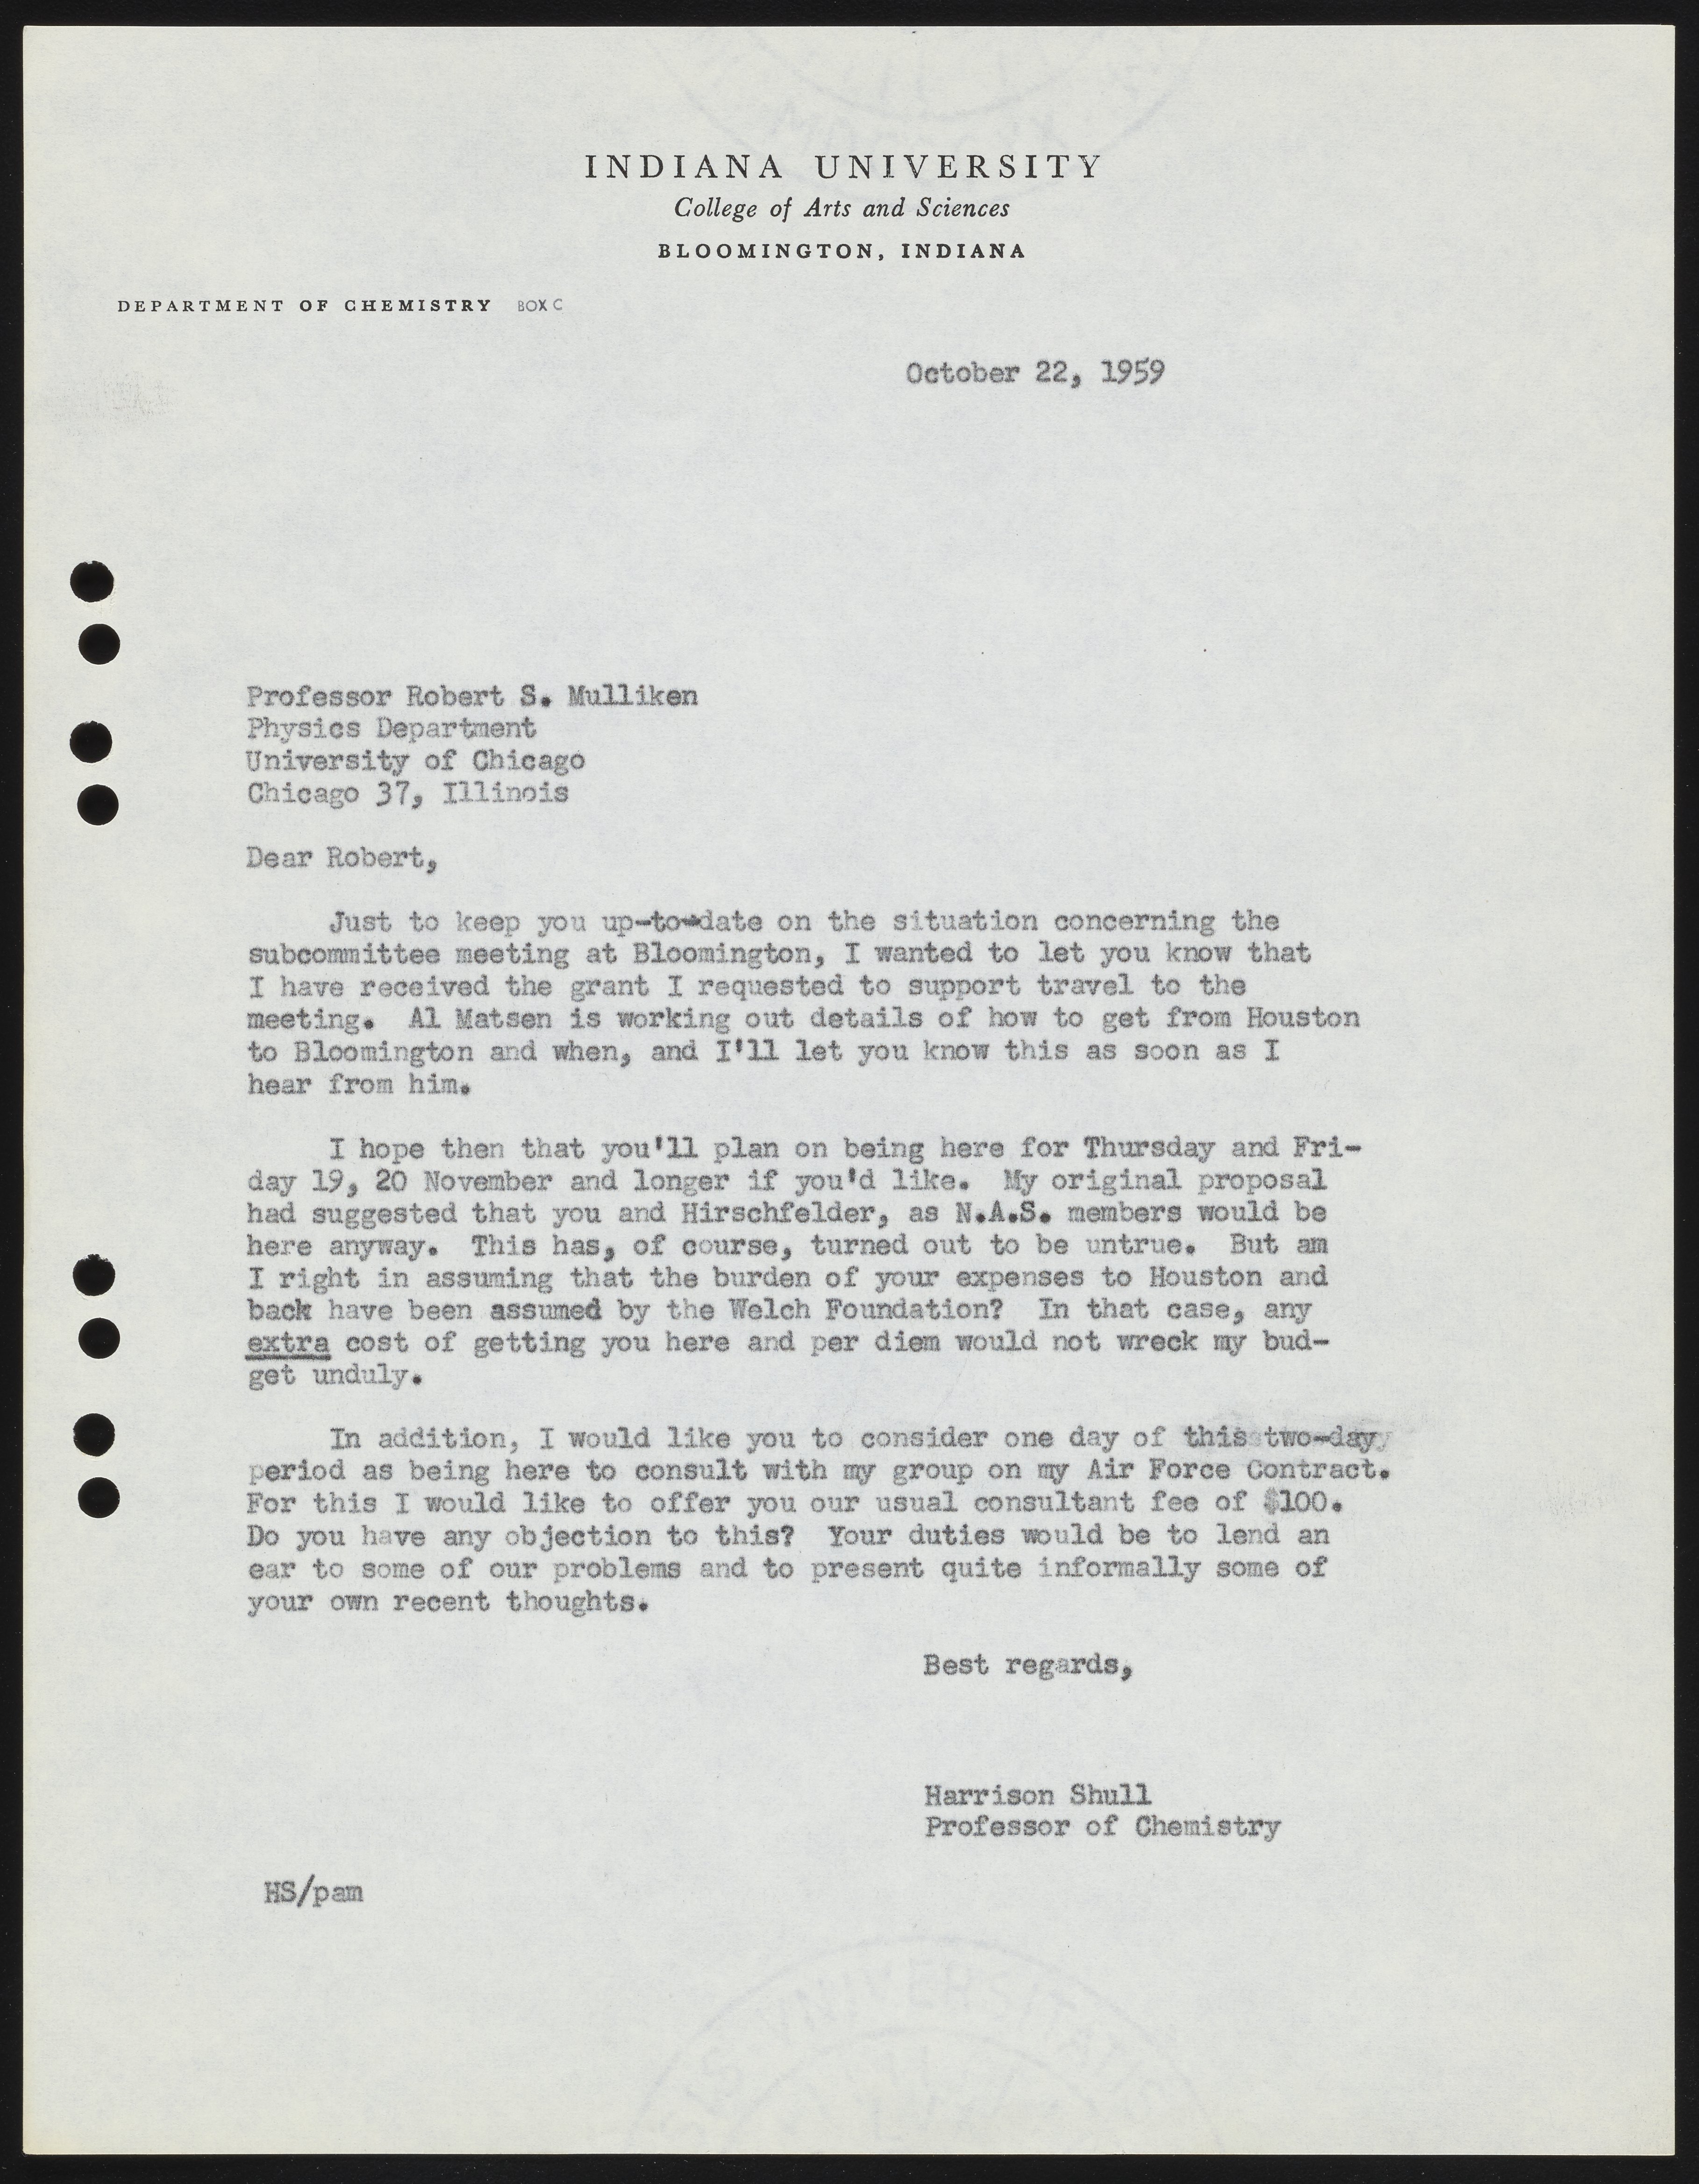 INDIANA UNIVERSITY
College of Arts and Sciences
BLOOMINGTON, INDIANA
DEPARTMENT OF CHEMISTRY BOX C
October 22, 1959
Professor Robert S. Mulliken
Physics Department
University of Chicago
Chicago 37, Illinois
Dear Robert,
Just to keep you up-to-date on the situation concerning the
subcommittee meeting at Bloomington, I wanted to let you know that
I have received the grant I requested to support travel to the
meeting. Al Matsen is working out details of how to get from Houston
to Bloomington and when, and I'll let you know this as soon as I
hear from him.
I hope then that you'll plan on being here for Thursday and Fri-
day 19, 20 November and longer if you'd like. My original proposal
had suggested that you and Hirschfelder, as N.A.S. members would be
here anyway. This has, of course, turned out to be untrue. But am
I right in assuming that the burden of your expenses to Houston and
back have been assumed by the Welch Foundation? In that case, any
extra cost of getting you here and per diem would not wreck my bud-
get unduly.
In addition, I would like you to consider one day of this two-day
period as being here to consult with my group on my Air Force Contract.
For this I would like to offer you our usual consultant fee of $100.
Do you have any objection to this? Your duties would be to lend an
ear to some of our problems and to present quite informally some of
your own recent thoughts.
Best regards,
Harrison Shull
Professor of Chemistry
HS/pam